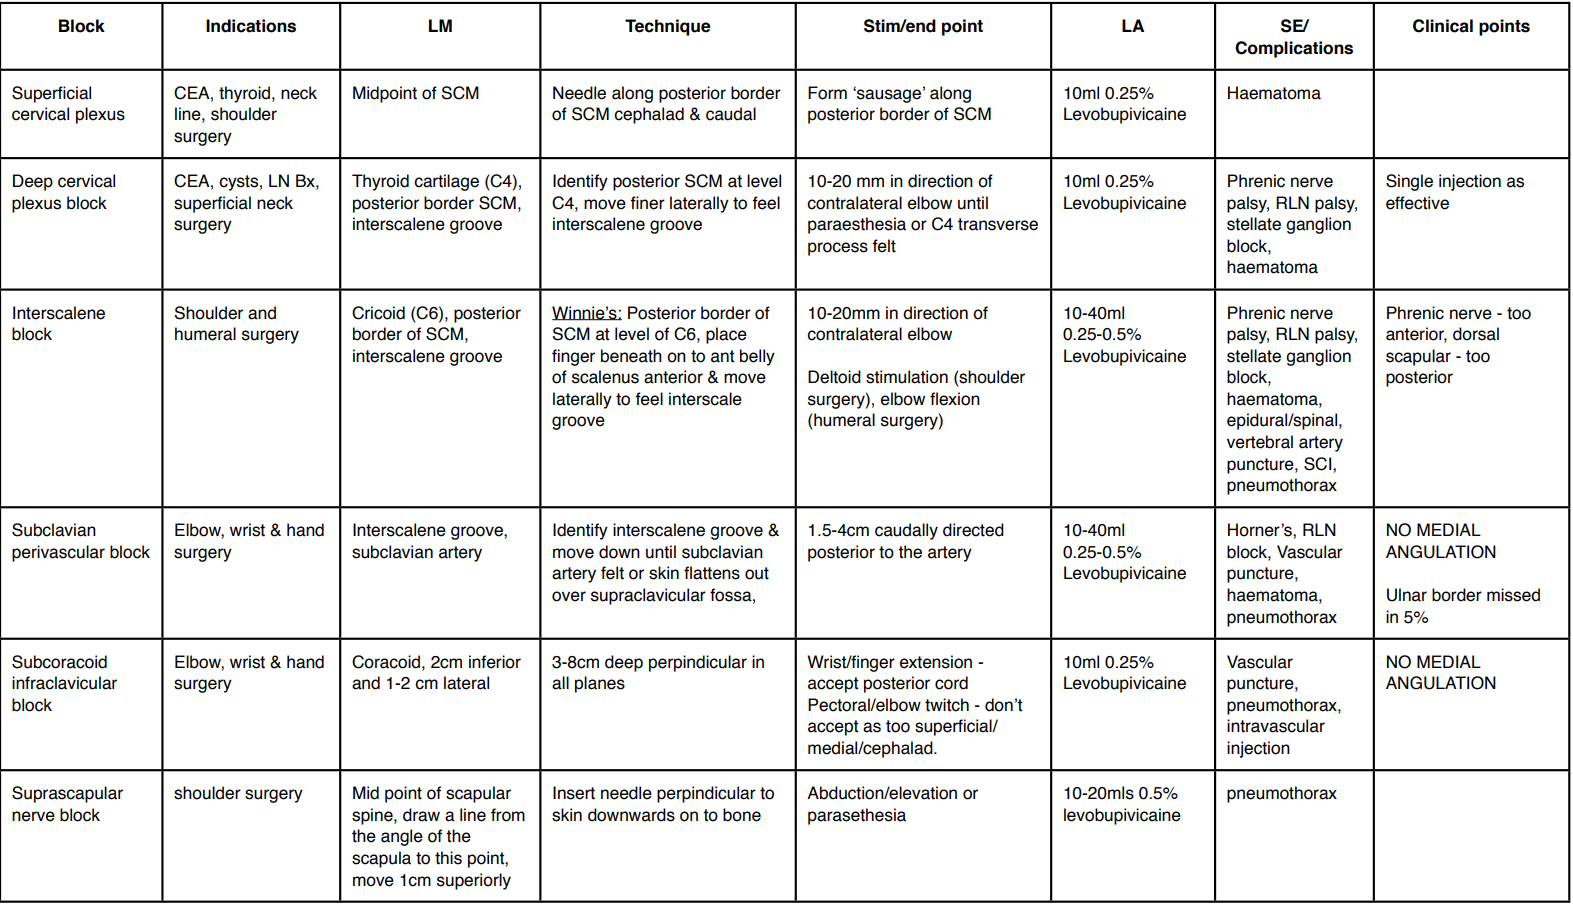 Block
Indications
LM
Technique
Stim/end point
LA
SE/
Complications
Clinical points
Superficial
cervical plexus
CEA, thyroid, neck
line, shoulder
surgery
Midpoint of SCM
Needle along posterior border
of SCM cephalad & caudal
Form ‘sausage’ along
posterior border of SCM
10ml 0.25%
Levobupivicaine
Haematoma
Deep cervical
plexus block
CEA, cysts, LN Bx,
superficial neck
surgery
Thyroid cartilage (C4),
posterior border SCM,
interscalene groove
Identify posterior SCM at level
C4, move finer laterally to feel
interscalene groove
10-20 mm in direction of
contralateral elbow until
paraesthesia or C4 transverse
process felt
10ml 0.25%
Levobupivicaine
Phrenic nerve
palsy, RLN palsy,
stellate ganglion
block,
haematoma
Single injection as
effective
Interscalene
block
Shoulder and
humeral surgery
Cricoid (C6), posterior
border of SCM,
interscalene groove
Winnie's: Posterior border of
SCM at level of C6, place
finger beneath on to ant belly
of scalenus anterior & move
laterally to feel interscale
groove
10-20mm in direction of
contralateral elbow
Deltoid stimulation (shoulder
surgery), elbow flexion
(humeral surgery)
10-40ml
0.25-0.5%
Levobupivicaine
Phrenic nerve
palsy, RLN palsy,
stellate ganglion
block,
haematoma,
epidural/spinal,
vertebral artery
puncture, SCI,
pneumothorax
Phrenic nerve - too
anterior, dorsal
scapular - too
posterior
Subclavian
perivascular block
Elbow, wrist & hand
surgery
Interscalene groove,
subclavian artery
Identify interscalene groove &
move down until subclavian
artery felt or skin flattens out
over supraclavicular fossa,
1.5-4cm caudally directed
posterior to the artery
10-40ml
0.25-0.5%
Levobupivicaine
Horner's, RLN
block, Vascular
puncture,
haematoma,
pneumothorax
NO MEDIAL
ANGULATION
Ulnar border missed
in 5%
Subcoracoid
infraclavicular
block
Elbow, wrist & hand
surgery
Coracoid, 2cm inferior
and 1-2 cm lateral
3-8cm deep perpindicular in
all planes
Wrist/finger extension -
accept posterior cord
Pectoral/elbow twitch - don't
accept as too superficial/
medial/cephalad.
10ml 0.25%
Levobupivicaine
Vascular
puncture,
pneumothorax,
intravascular
injection
NO MEDIAL
ANGULATION
Suprascapular
nerve block
shoulder surgery
Mid point of scapular
spine, draw a line from
the angle of the
scapula to this point,
move 1cm superiorly
Insert needle perpindicular to
skin downwards on to bone
Abduction/elevation or
parasethesia
10-20mls 0.5%
levobupivicaine
pneumothorax